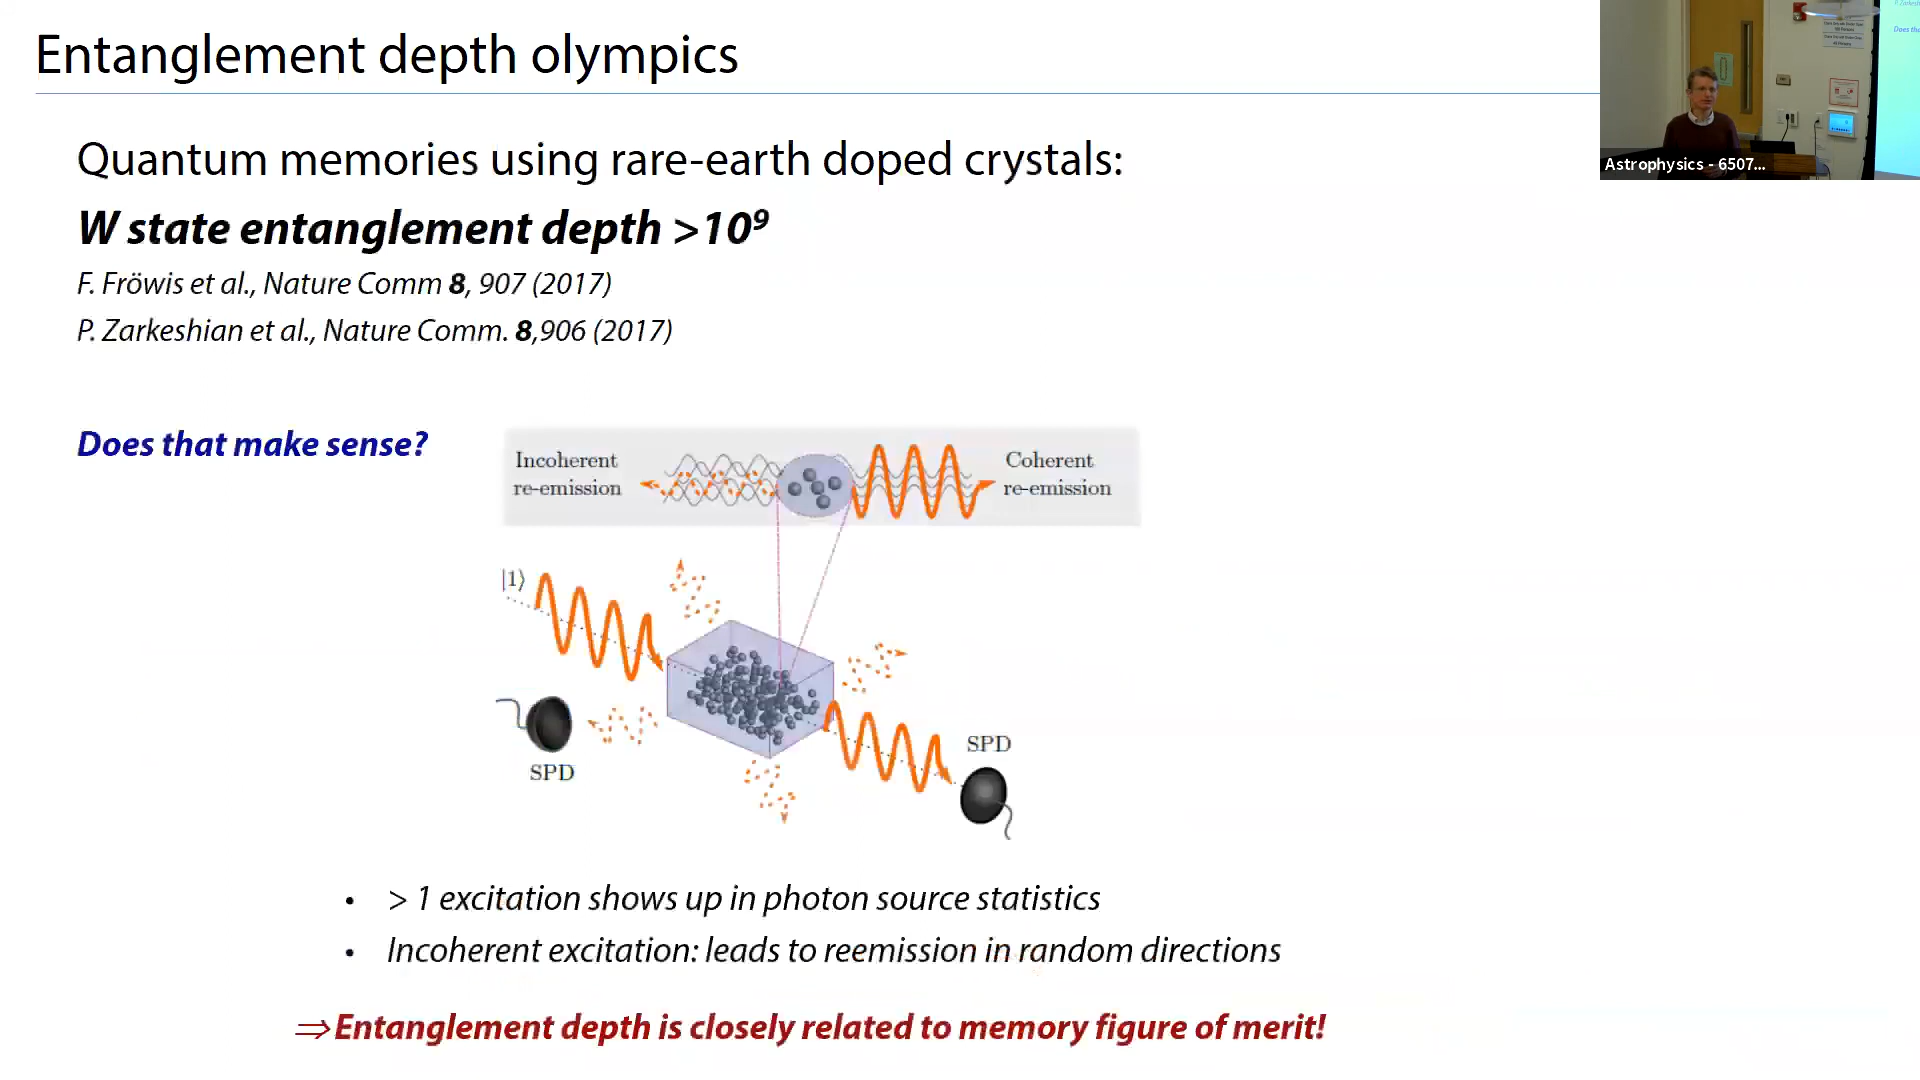 Entanglement depth olympics
Astrophysics - 6507...
Quantum memories using rare-earth doped crystals:
W state entanglement depth >10⁹
F. Fröwis et al., Nature Comm 8, 907 (2017)
P. Zarkeshian et al., Nature Comm. 8,906 (2017)
Does that make sense?
Incoherent
re-emission
Coherent
re-emission
|1⟩
SPD
SPD
• > 1 excitation shows up in photon source statistics
• Incoherent excitation: leads to reemission in random directions
⇒Entanglement depth is closely related to memory figure of merit!